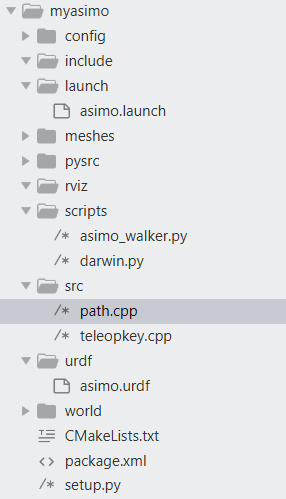 myasimo
config
include
launch
asimo.launch
meshes
pysrc
rviz
scripts
/* asimo_walker.py
/* darwin.py
src
/* path.cpp
/* teleopkey.cpp
urdf
asimo.urdf
world
CMakeLists.txt
<> package.xml
/* setup.py